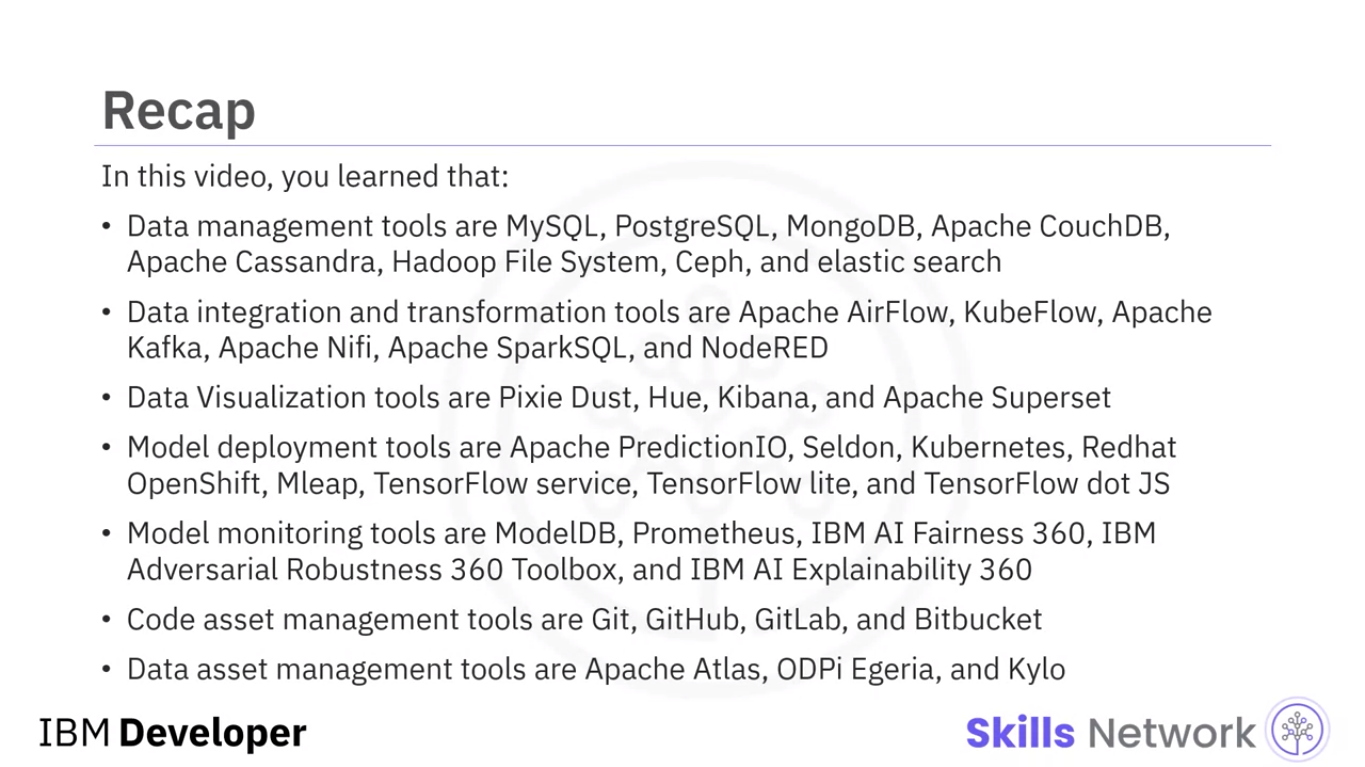 Recap
In this video, you learned that:
• Data management tools are MySQL, PostgreSQL, MongoDB, Apache CouchDB,
Apache Cassandra, Hadoop File System, Ceph, and elastic search
• Data integration and transformation tools are Apache AirFlow, KubeFlow, Apache
Kafka, Apache Nifi, Apache SparkSQL, and NodeRED
• Data Visualization tools are Pixie Dust, Hue, Kibana, and Apache Superset
• Model deployment tools are Apache PredictionIO, Seldon, Kubernetes, Redhat
OpenShift, Mleap, TensorFlow service, TensorFlow lite, and TensorFlow dot JS
• Model monitoring tools are ModelDB, Prometheus, IBM AI Fairness 360, IBM
Adversarial Robustness 360 Toolbox, and IBM AI Explainability 360
• Code asset management tools are Git, GitHub, GitLab, and Bitbucket
• Data asset management tools are Apache Atlas, ODPi Egeria, and Kylo
IBM Developer
Skills Network